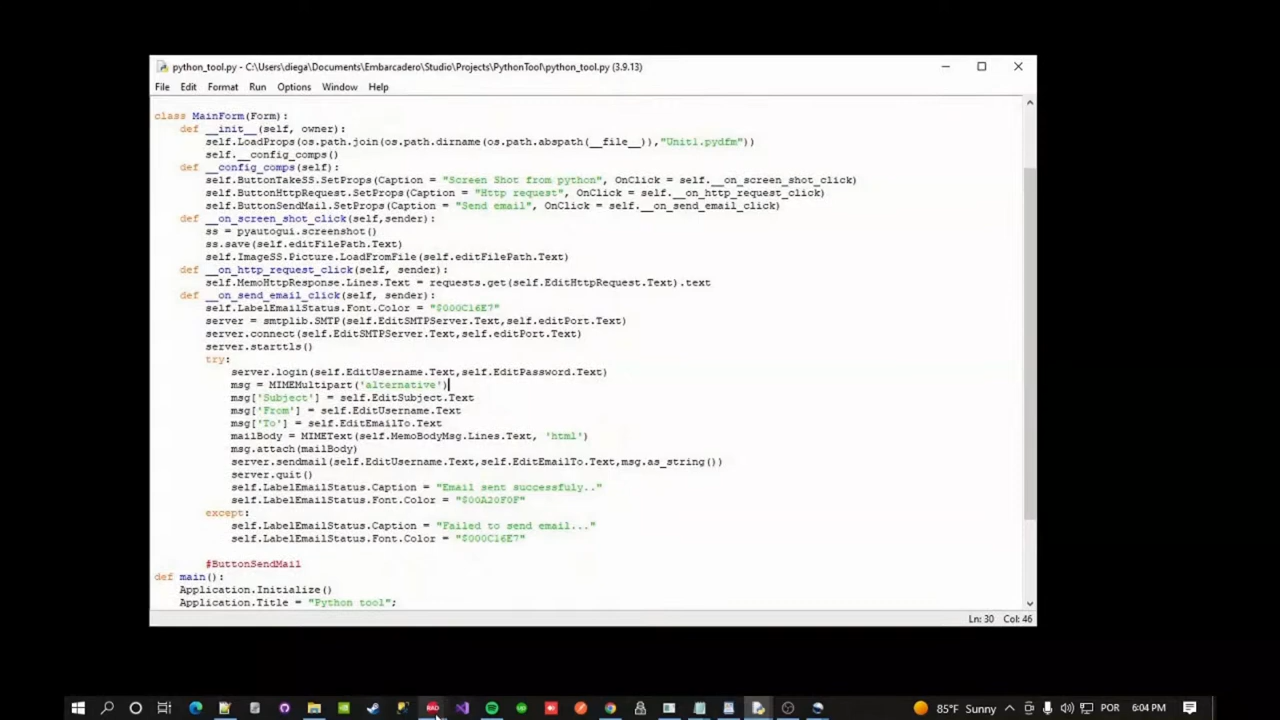 python_tool.py - C:\Users\diega\Documents\Embarcadero\Studio\Projects\PythonTool\python_tool.py (3.9.13)
File Edit Format Run Options Window Help
class MainForm(Form):
    def __init__(self, owner):
        self.LoadProps(os.path.join(os.path.dirname(os.path.abspath(__file__)),"Unit1.pydfm"))
        self.__config_comps()
    def __config_comps(self):
        self.ButtonTakeSS.SetProps(Caption = "Screen Shot from python", OnClick = self.__on_screen_shot_click)
        self.ButtonHttpRequest.SetProps(Caption = "Http request", OnClick = self.__on_http_request_click)
        self.ButtonSendMail.SetProps(Caption = "Send email", OnClick = self.__on_send_email_click)
    def __on_screen_shot_click(self,sender):
        ss = pyautogui.screenshot()
        ss.save(self.editFilePath.Text)
        self.ImageSS.Picture.LoadFromFile(self.editFilePath.Text)
    def __on_http_request_click(self, sender):
        self.MemoHttpResponse.Lines.Text = requests.get(self.EditHttpRequest.Text).text
    def __on_send_email_click(self, sender):
        self.LabelEmailStatus.Font.Color = "$000C16E7"
        server = smtplib.SMTP(self.EditSMTPServer.Text,self.editPort.Text)
        server.connect(self.EditSMTPServer.Text,self.editPort.Text)
        server.starttls()
        try:
            server.login(self.EditUsername.Text,self.EditPassword.Text)
            msg = MIMEMultipart('alternative')
            msg['Subject'] = self.EditSubject.Text
            msg['From'] = self.EditUsername.Text
            msg['To'] = self.EditEmailTo.Text
            mailBody = MIMEText(self.MemoBodyMsg.Lines.Text, 'html')
            msg.attach(mailBody)
            server.sendmail(self.EditUsername.Text,self.EditEmailTo.Text,msg.as_string())
            server.quit()
            self.LabelEmailStatus.Caption = "Email sent successfuly.."
            self.LabelEmailStatus.Font.Color = "$00A20F0F"
        except:
            self.LabelEmailStatus.Caption = "Failed to send email..."
            self.LabelEmailStatus.Font.Color = "$000C16E7"
        #ButtonSendMail
def main():
    Application.Initialize()
    Application.Title = "Python tool";
Ln: 30 Col: 46
85°F Sunny POR 6:04 PM